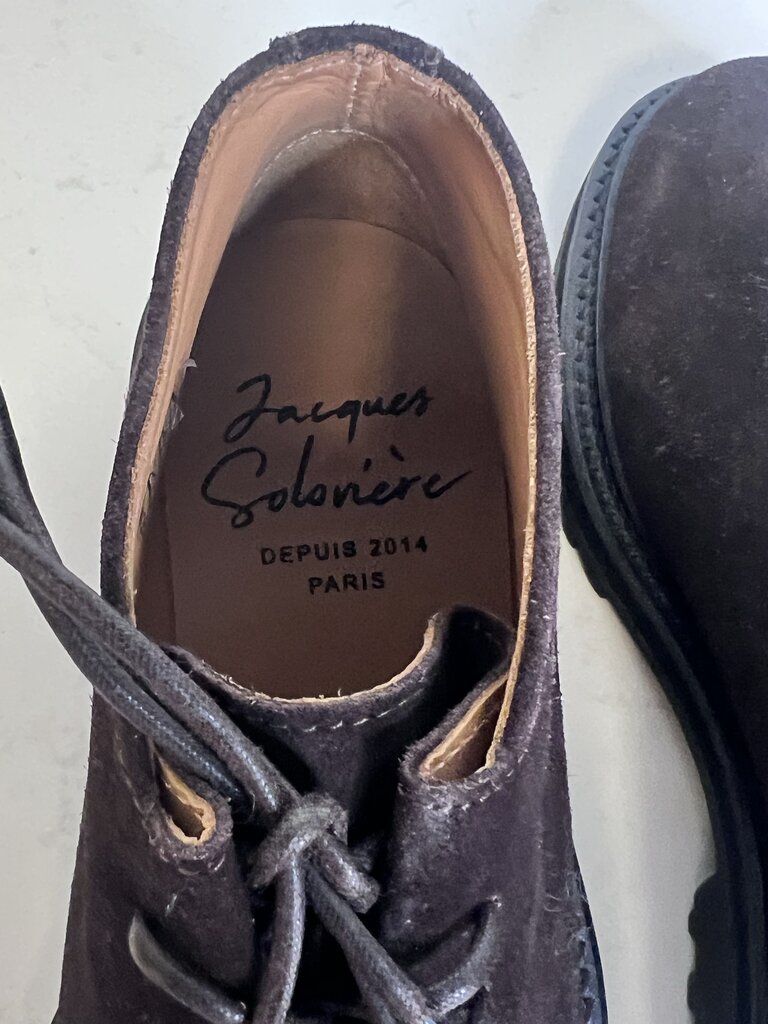 Jacques
Solovière
DEPUIS 2014
PARIS